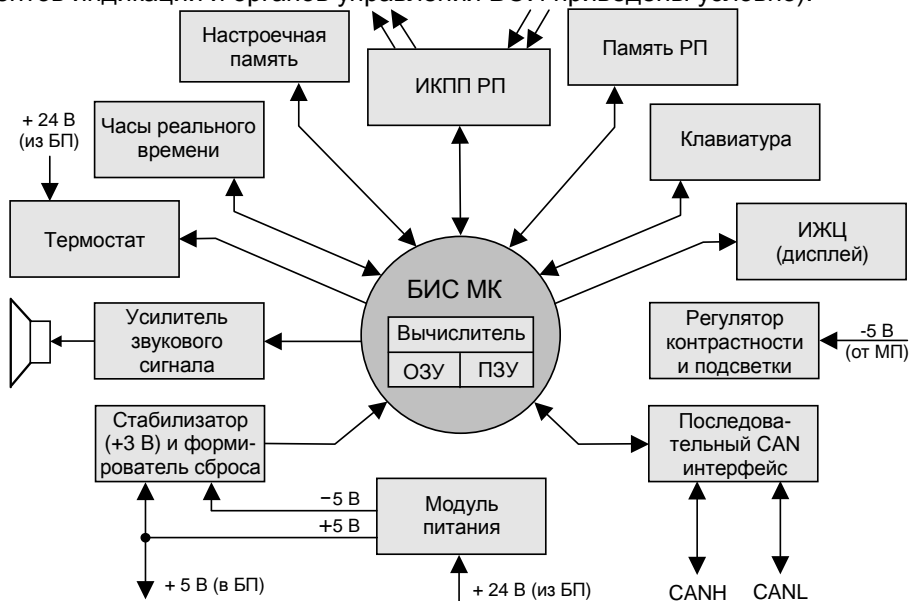 Настроечная
память
ИКПП РП
Память РП
+ 24 В
(из БП)
Часы реального
времени
Клавиатура
Термостат
ИЖЦ
(дисплей)
БИС МК
Вычислитель
ОЗУ
ПЗУ
Усилитель
звукового
сигнала
Регулятор
контрастности
и подсветки
-5 В
(от МП)
Стабилизатор
(+3 В) и форми-
рователь сброса
Последова-
тельный CAN
интерфейс
−5 В
+5 В
Модуль
питания
+ 5 В (в БП)
+ 24 В (из БП)
CANH
CANL